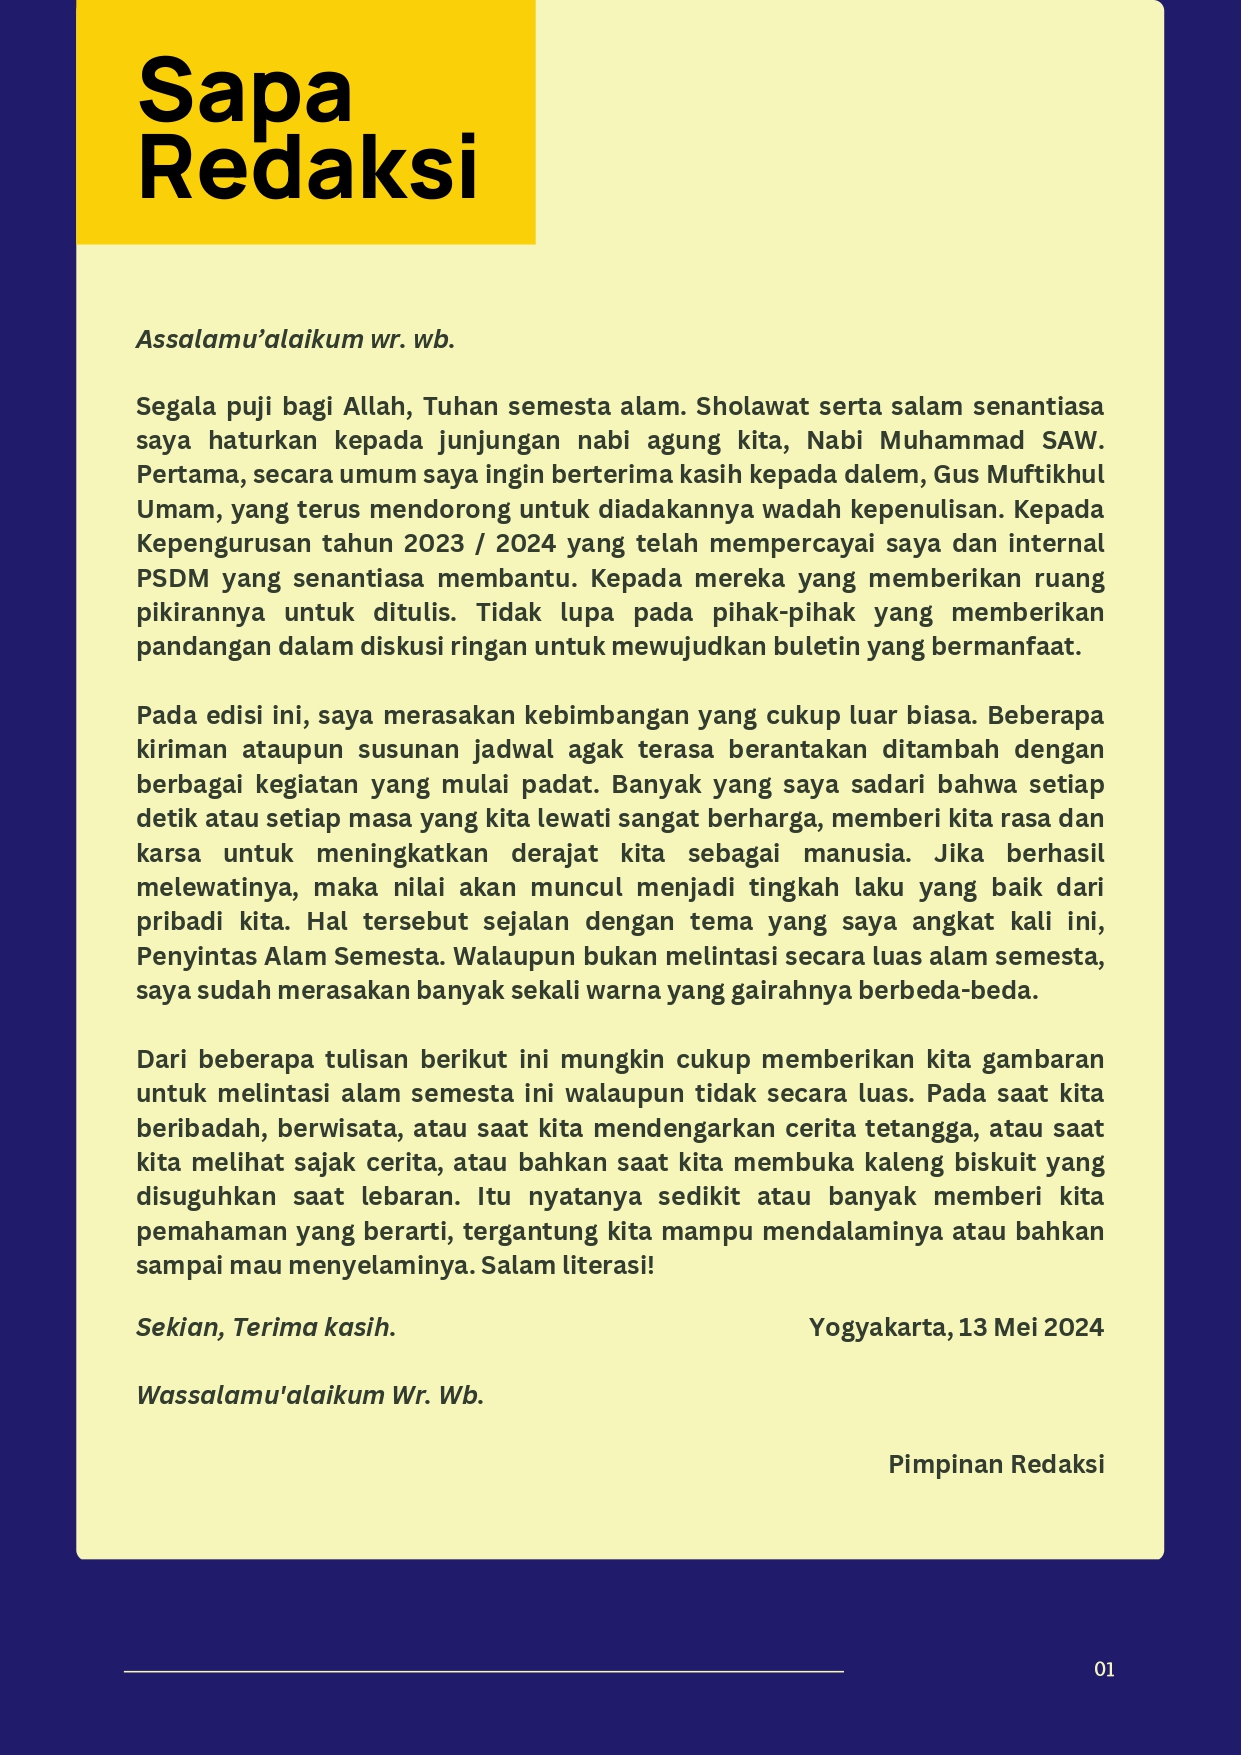 Sapa
Redaksi
Assalamu’alaikum wr. wb.
Segala puji bagi Allah, Tuhan semesta alam. Sholawat serta salam senantiasa
saya haturkan kepada junjungan nabi agung kita, Nabi Muhammad SAW.
Pertama, secara umum saya ingin berterima kasih kepada dalem, Gus Muftikhul
Umam, yang terus mendorong untuk diadakannya wadah kepenulisan. Kepada
Kepengurusan tahun 2023 / 2024 yang telah mempercayai saya dan internal
PSDM yang senantiasa membantu. Kepada mereka yang memberikan ruang
pikirannya untuk ditulis. Tidak lupa pada pihak-pihak yang memberikan
pandangan dalam diskusi ringan untuk mewujudkan buletin yang bermanfaat.
Pada edisi ini, saya merasakan kebimbangan yang cukup luar biasa. Beberapa
kiriman ataupun susunan jadwal agak terasa berantakan ditambah dengan
berbagai kegiatan yang mulai padat. Banyak yang saya sadari bahwa setiap
detik atau setiap masa yang kita lewati sangat berharga, memberi kita rasa dan
karsa untuk meningkatkan derajat kita sebagai manusia. Jika berhasil
melewatinya, maka nilai akan muncul menjadi tingkah laku yang baik dari
pribadi kita. Hal tersebut sejalan dengan tema yang saya angkat kali ini,
Penyintas Alam Semesta. Walaupun bukan melintasi secara luas alam semesta,
saya sudah merasakan banyak sekali warna yang gairahnya berbeda-beda.
Dari beberapa tulisan berikut ini mungkin cukup memberikan kita gambaran
untuk melintasi alam semesta ini walaupun tidak secara luas. Pada saat kita
beribadah, berwisata, atau saat kita mendengarkan cerita tetangga, atau saat
kita melihat sajak cerita, atau bahkan saat kita membuka kaleng biskuit yang
disuguhkan saat lebaran. Itu nyatanya sedikit atau banyak memberi kita
pemahaman yang berarti, tergantung kita mampu mendalaminya atau bahkan
sampai mau menyelaminya. Salam literasi!
Sekian, Terima kasih.
Yogyakarta, 13 Mei 2024
Wassalamu'alaikum Wr. Wb.
Pimpinan Redaksi
01